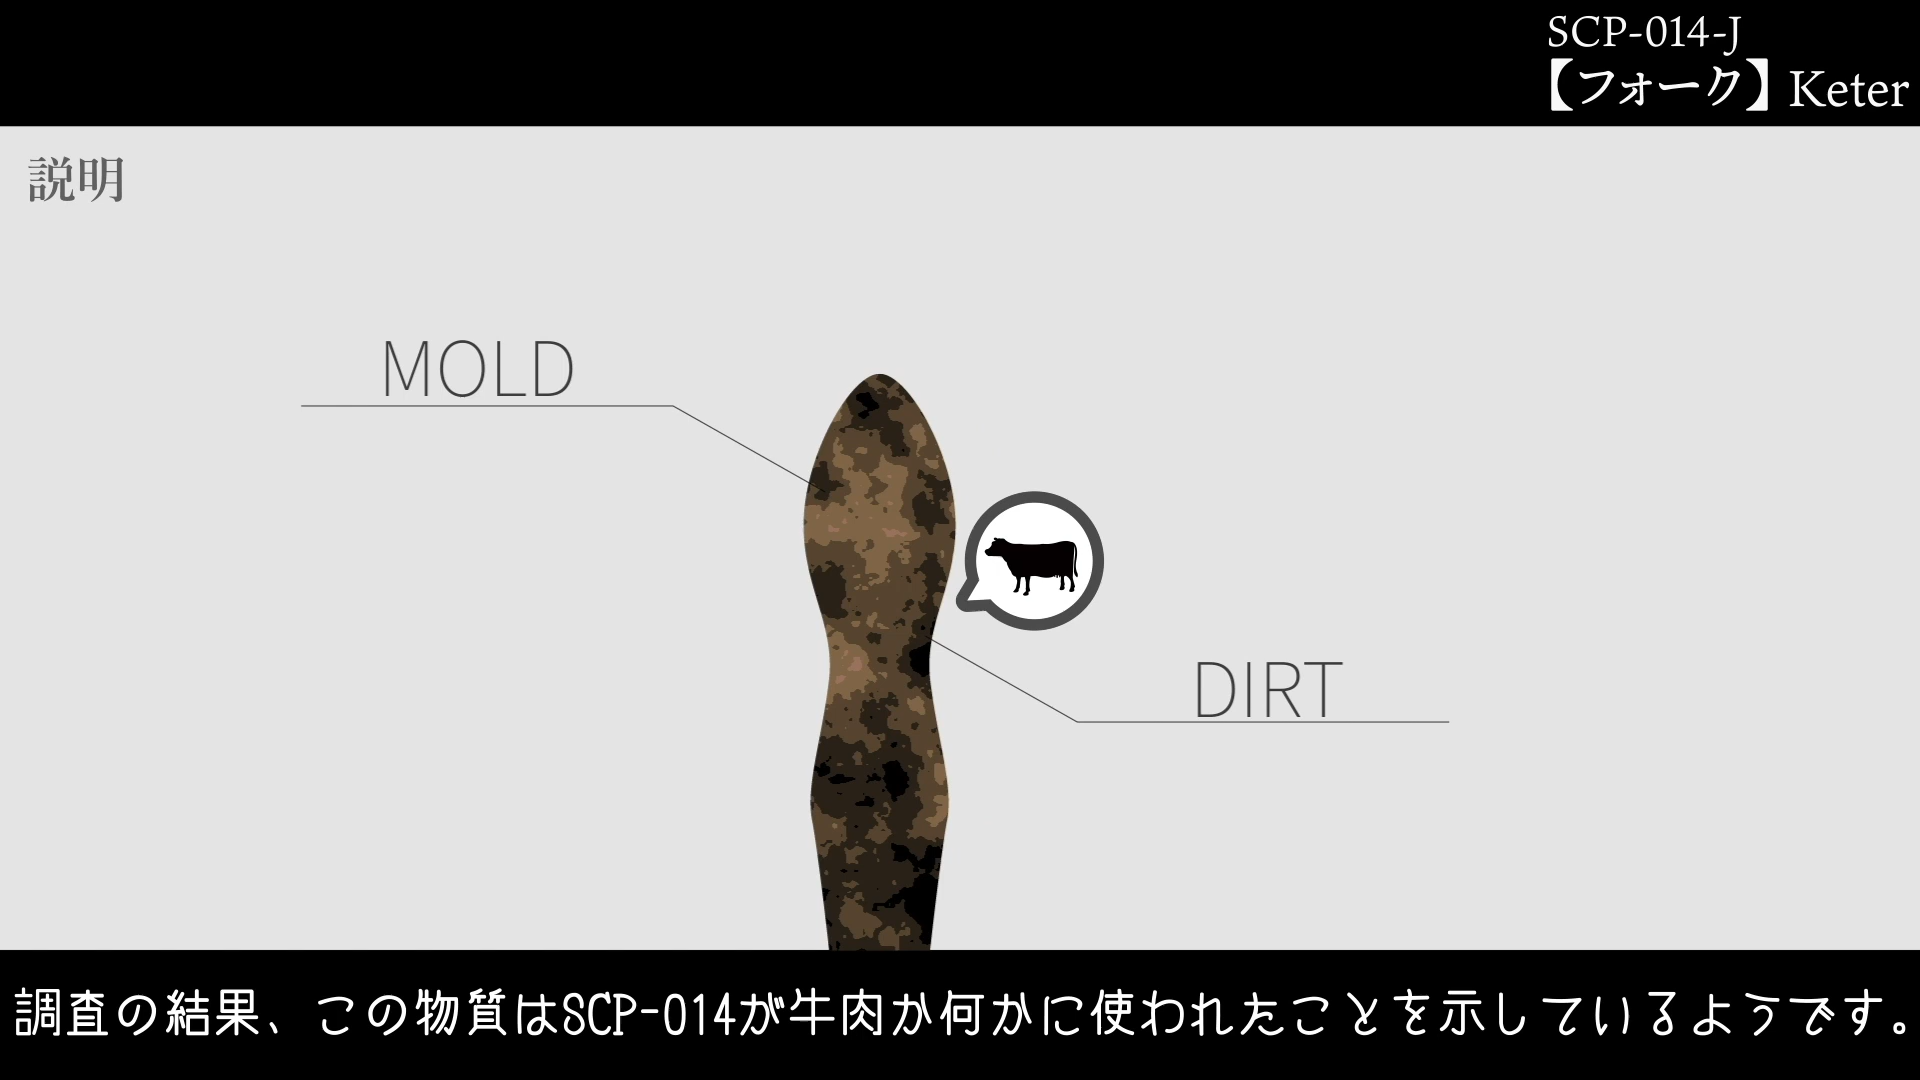 SCP-014-J
【フォーク】Keter
説明
MOLD
DIRT
調査の結果、この物質はSCP-014が牛肉か何かに使われたことを示しているようです。